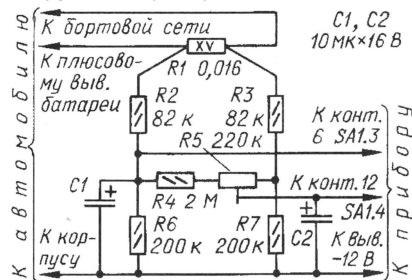 К автомобилю
К бортовой сети
С1, С2
10 мк×16 В
К плюсово-
му выв.
батареи
XV
R1 0,016
R2
82 к
R3
82 к
R5 220 к
К конт.
6 SA1.3
C1
+
R4 2 М
К конт. 12
SA1.4
R6
200 к
R7
200 к
+
C2
К кор-
пусу
К выв.
-12 В
К прибору